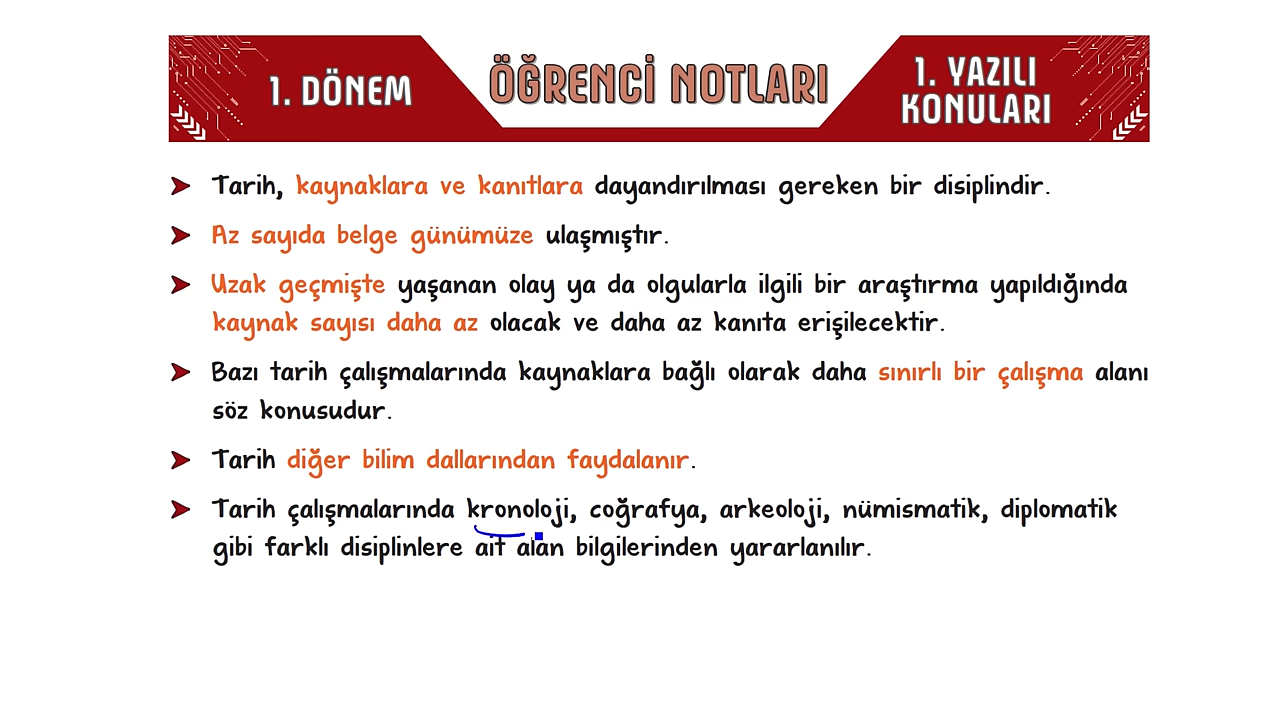 1. DÖNEM
ÖĞRENCİ NOTLARI
1. YAZILI
KONULARI
Tarih, kaynaklara ve kanıtlara dayandırılması gereken bir disiplindir.
Az sayıda belge günümüze ulaşmıştır.
Uzak geçmişte yaşanan olay ya da olgularla ilgili bir araştırma yapıldığında
kaynak sayısı daha az olacak ve daha az kanıta erişilecektir.
Bazı tarih çalışmalarında kaynaklara bağlı olarak daha sınırlı bir çalışma alanı
söz konusudur.
Tarih diğer bilim dallarından faydalanır.
Tarih çalışmalarında kronoloji, coğrafya, arkeoloji, nümismatik, diplomatik
gibi farklı disiplinlere ait alan bilgilerinden yararlanılır.